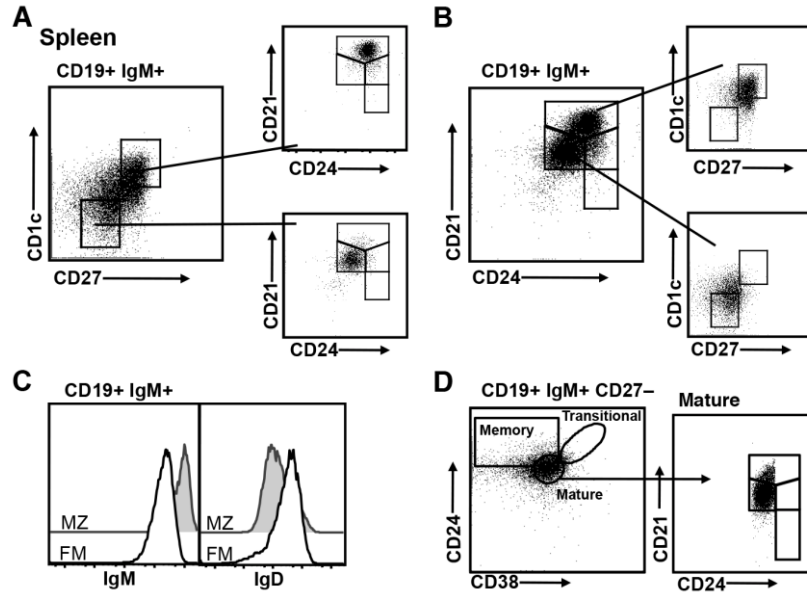 A
Spleen
CD19+ IgM+
CD1c
CD27
CD21
CD24
CD21
CD24
B
CD19+ IgM+
CD21
CD24
CD1c
CD27
CD1c
CD27
C
CD19+ IgM+
MZ
FM
IgM
MZ
FM
IgD
D
CD19+ IgM+ CD27–
Memory
Transitional
Mature
CD24
CD38
Mature
CD21
CD24